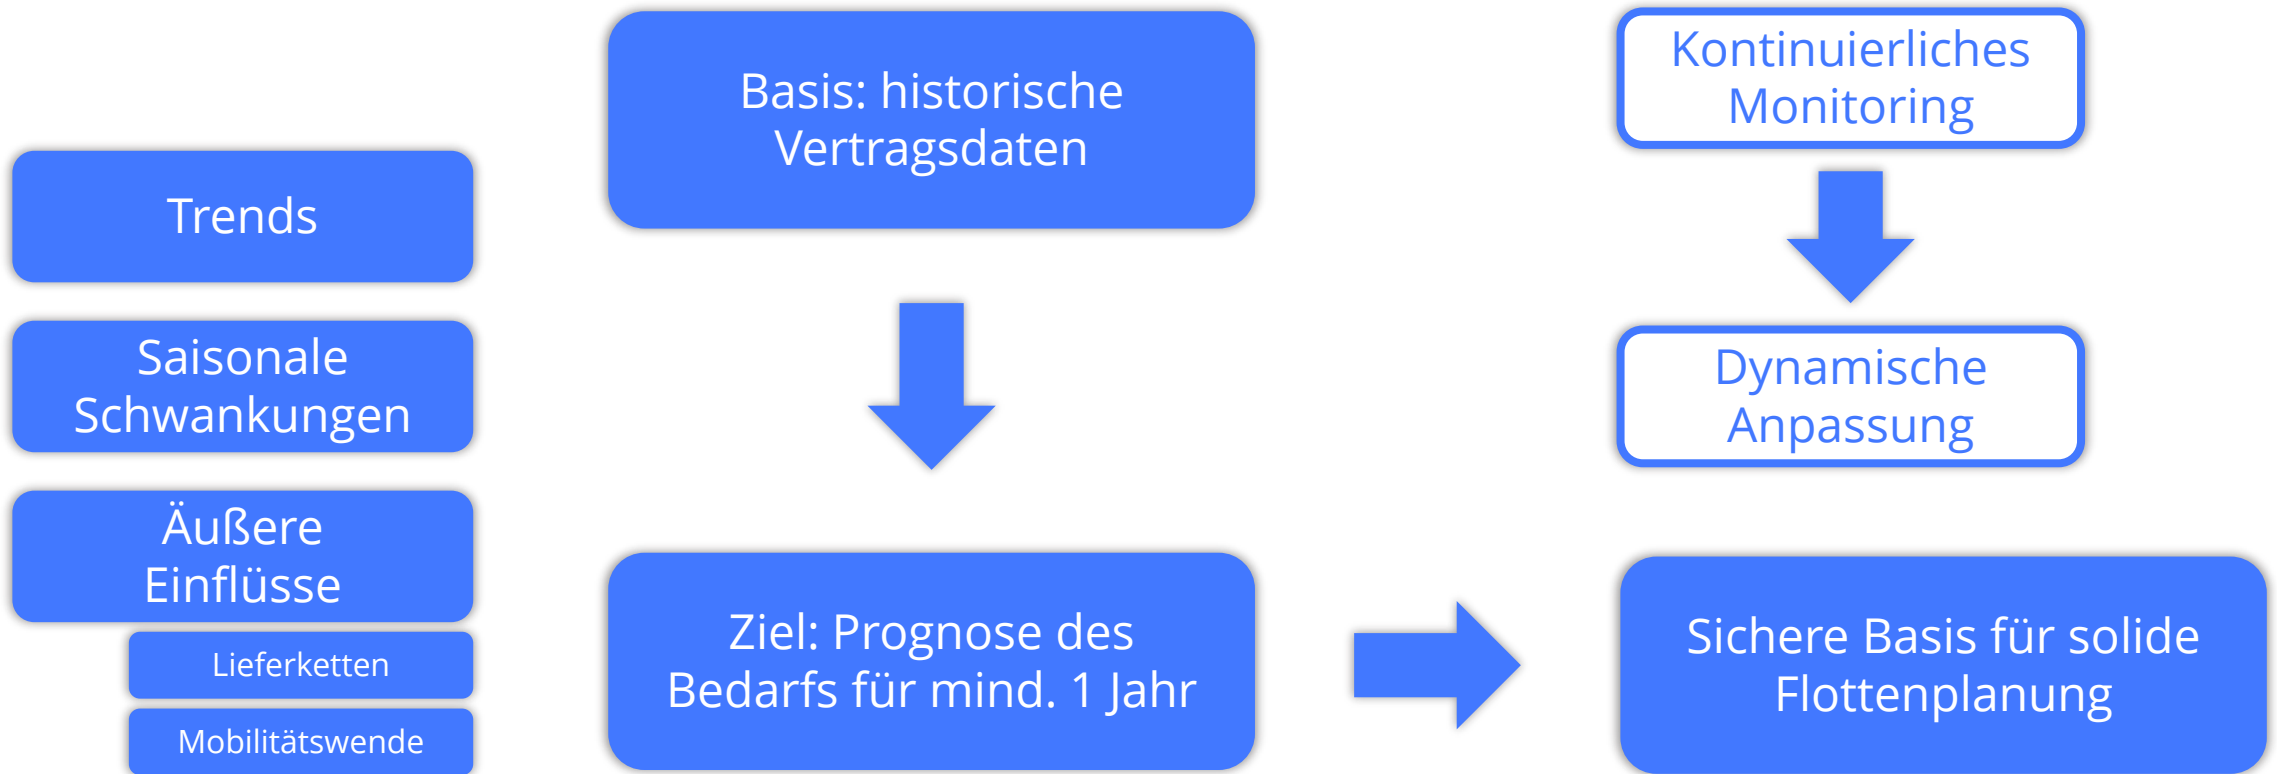 Trends
Saisonale
Schwankungen
Äußere
Einflüsse
Lieferketten
Mobilitätswende
Basis: historische
Vertragsdaten
Ziel: Prognose des
Bedarfs für mind. 1 Jahr
Kontinuierliches
Monitoring
Dynamische
Anpassung
Sichere Basis für solide
Flottenplanung